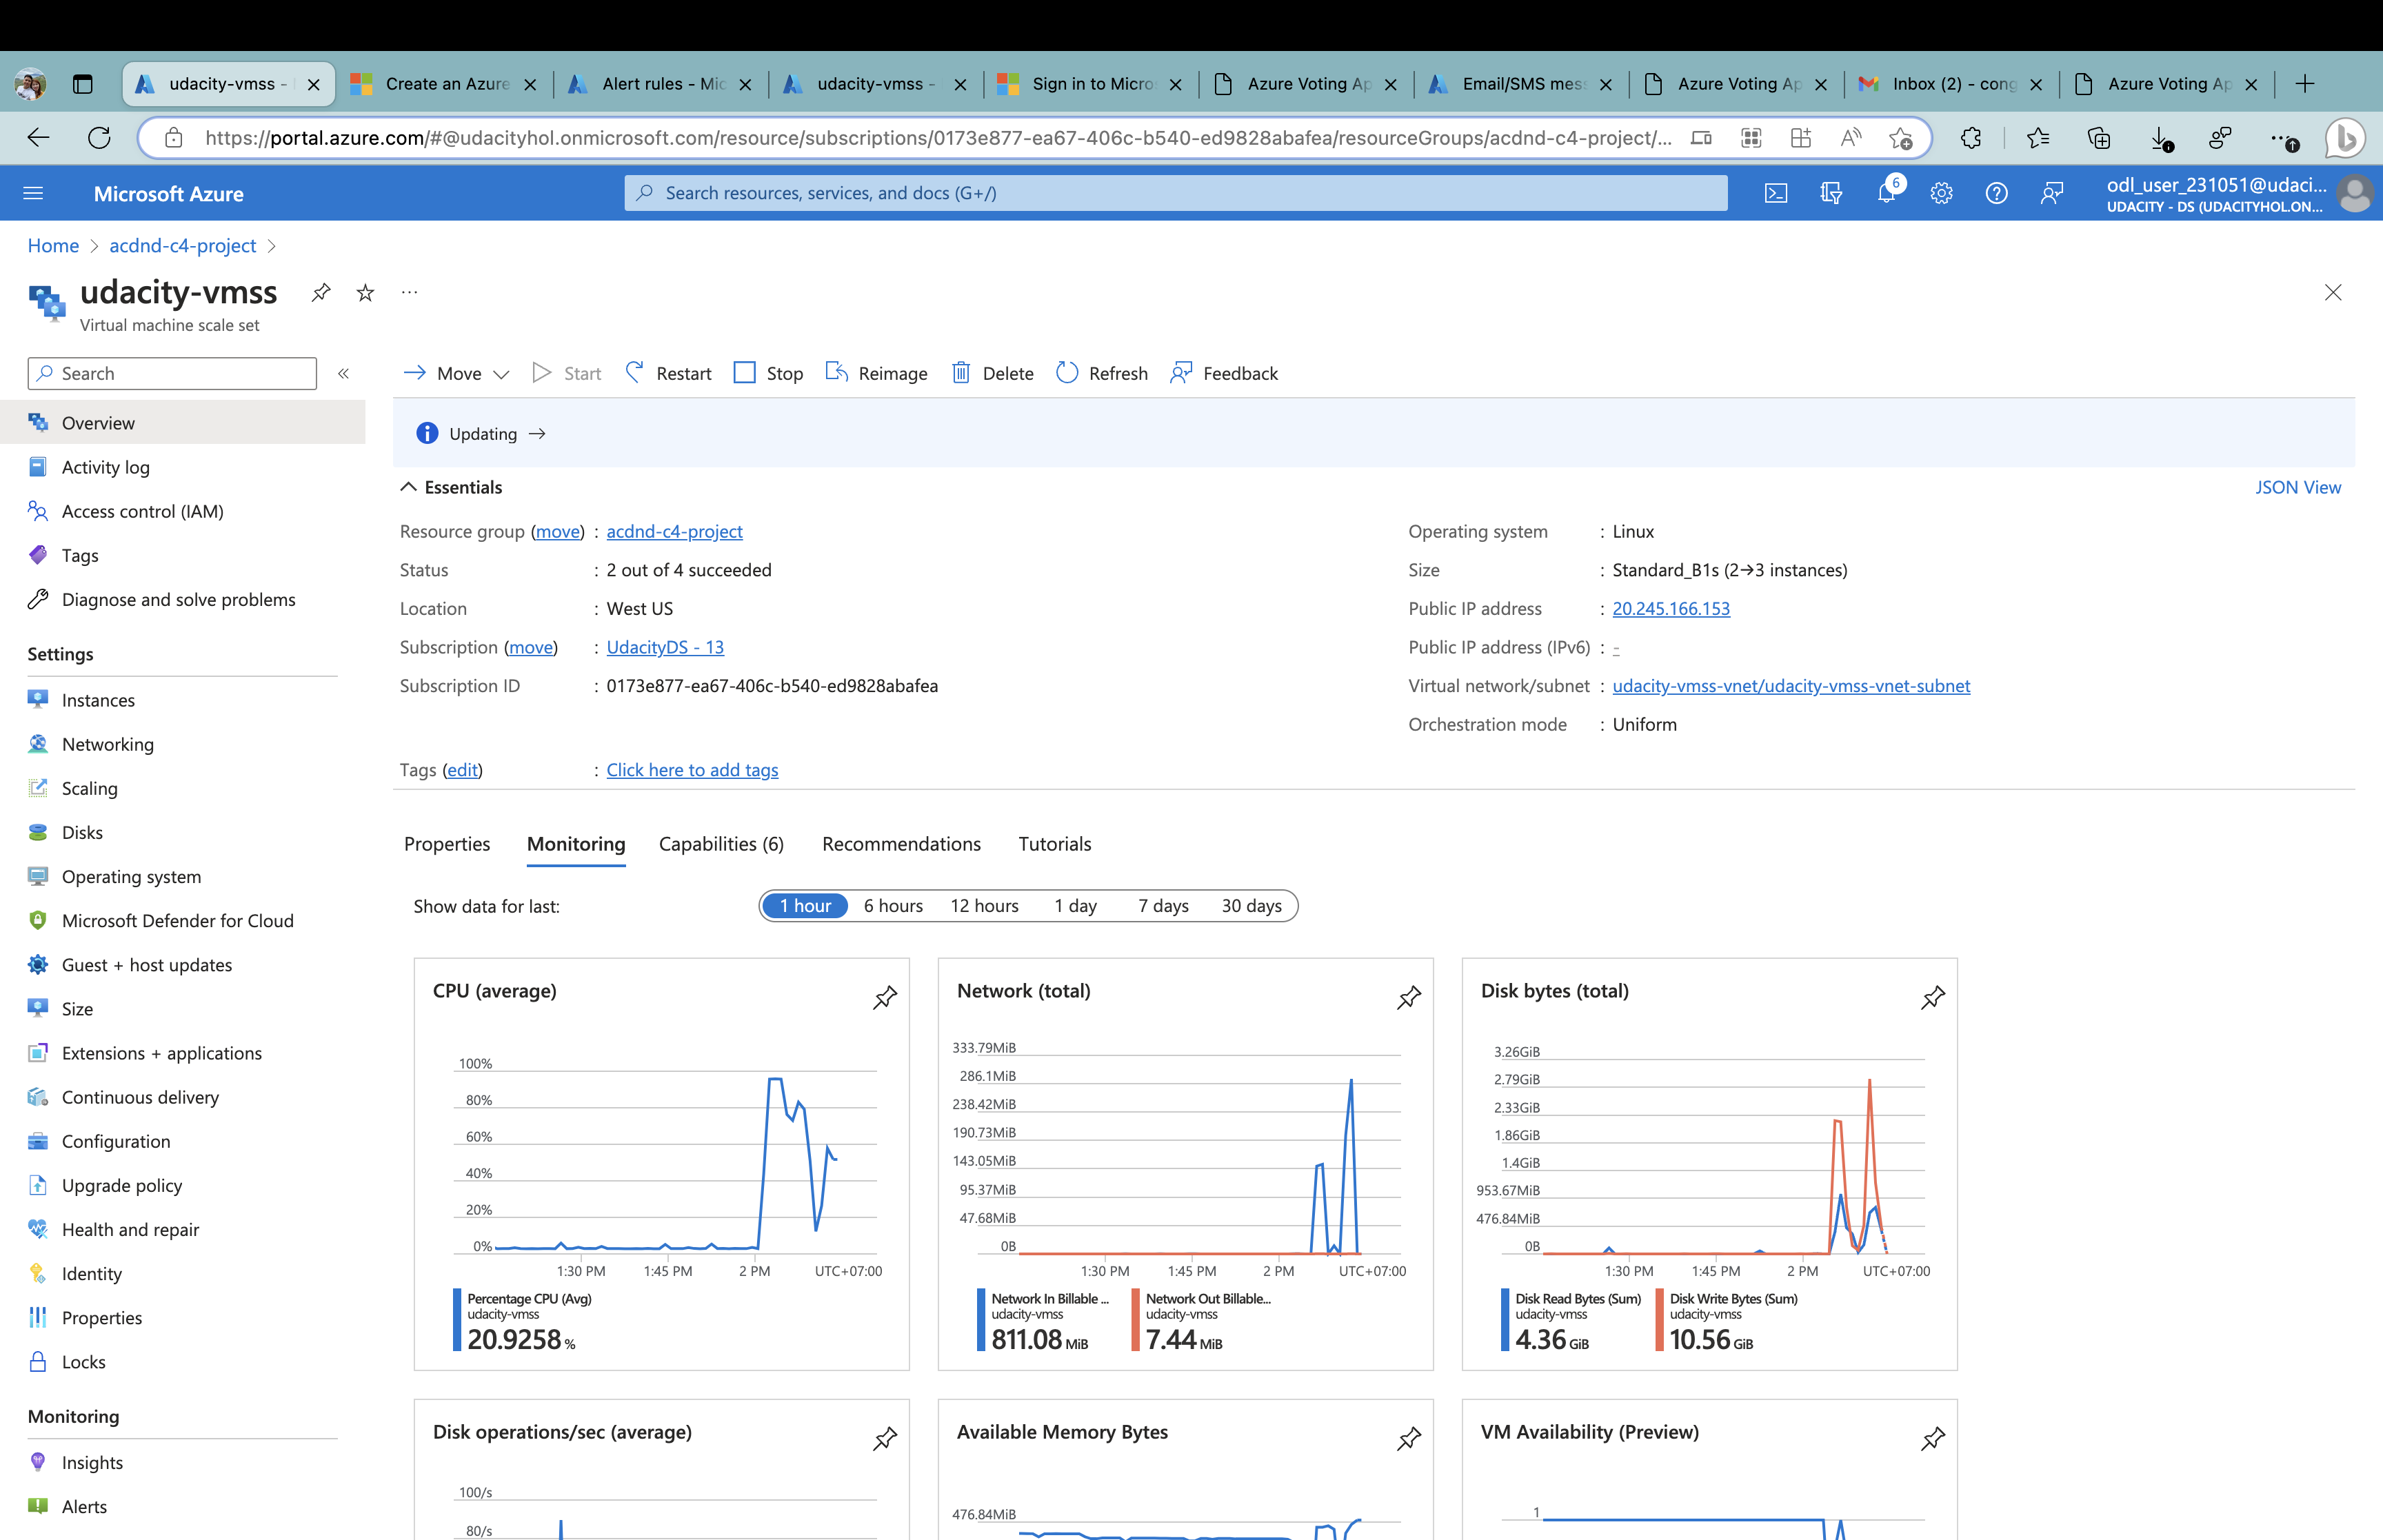 udacity-vmss -
Create an Azure
Alert rules - Mic
udacity-vmss -
Sign in to Micro
Azure Voting Ap
Email/SMS mess
Azure Voting Ap
Inbox (2) - cong
Azure Voting Ap
https://portal.azure.com/#@udacityhol.onmicrosoft.com/resource/subscriptions/0173e877-ea67-406c-b540-ed9828abafea/resourceGroups/acdnd-c4-project/...
Microsoft Azure
Search resources, services, and docs (G+/)
6
odl_user_231051@udaci...
UDACITY - DS (UDACITYHOL.ON...
Home > acdnd-c4-project >
udacity-vmss
Virtual machine scale set
Search
Move
Start
Restart
Stop
Reimage
Delete
Refresh
Feedback
Overview
Activity log
Access control (IAM)
Tags
Diagnose and solve problems
Settings
Instances
Networking
Scaling
Disks
Operating system
Microsoft Defender for Cloud
Guest + host updates
Size
Extensions + applications
Continuous delivery
Configuration
Upgrade policy
Health and repair
Identity
Properties
Locks
Monitoring
Insights
Alerts
Updating →
Essentials
JSON View
Resource group (move) : acdnd-c4-project
Status : 2 out of 4 succeeded
Location : West US
Subscription (move) : UdacityDS - 13
Subscription ID : 0173e877-ea67-406c-b540-ed9828abafea
Operating system : Linux
Size : Standard_B1s (2→3 instances)
Public IP address : 20.245.166.153
Public IP address (IPv6) : -
Virtual network/subnet : udacity-vmss-vnet/udacity-vmss-vnet-subnet
Orchestration mode : Uniform
Tags (edit) : Click here to add tags
Properties
Monitoring
Capabilities (6)
Recommendations
Tutorials
Show data for last:
1 hour
6 hours
12 hours
1 day
7 days
30 days
CPU (average)
100%
80%
60%
40%
20%
0%
1:30 PM
1:45 PM
2 PM
UTC+07:00
Percentage CPU (Avg)
udacity-vmss
20.9258 %
Network (total)
333.79MiB
286.1MiB
238.42MiB
190.73MiB
143.05MiB
95.37MiB
47.68MiB
0B
1:30 PM
1:45 PM
2 PM
UTC+07:00
Network In Billable ...
udacity-vmss
811.08 MiB
Network Out Billable...
udacity-vmss
7.44 MiB
Disk bytes (total)
3.26GiB
2.79GiB
2.33GiB
1.86GiB
1.4GiB
953.67MiB
476.84MiB
0B
1:30 PM
1:45 PM
2 PM
UTC+07:00
Disk Read Bytes (Sum)
udacity-vmss
4.36 GiB
Disk Write Bytes (Sum)
udacity-vmss
10.56 GiB
Disk operations/sec (average)
100/s
80/s
Available Memory Bytes
476.84MiB
VM Availability (Preview)
1